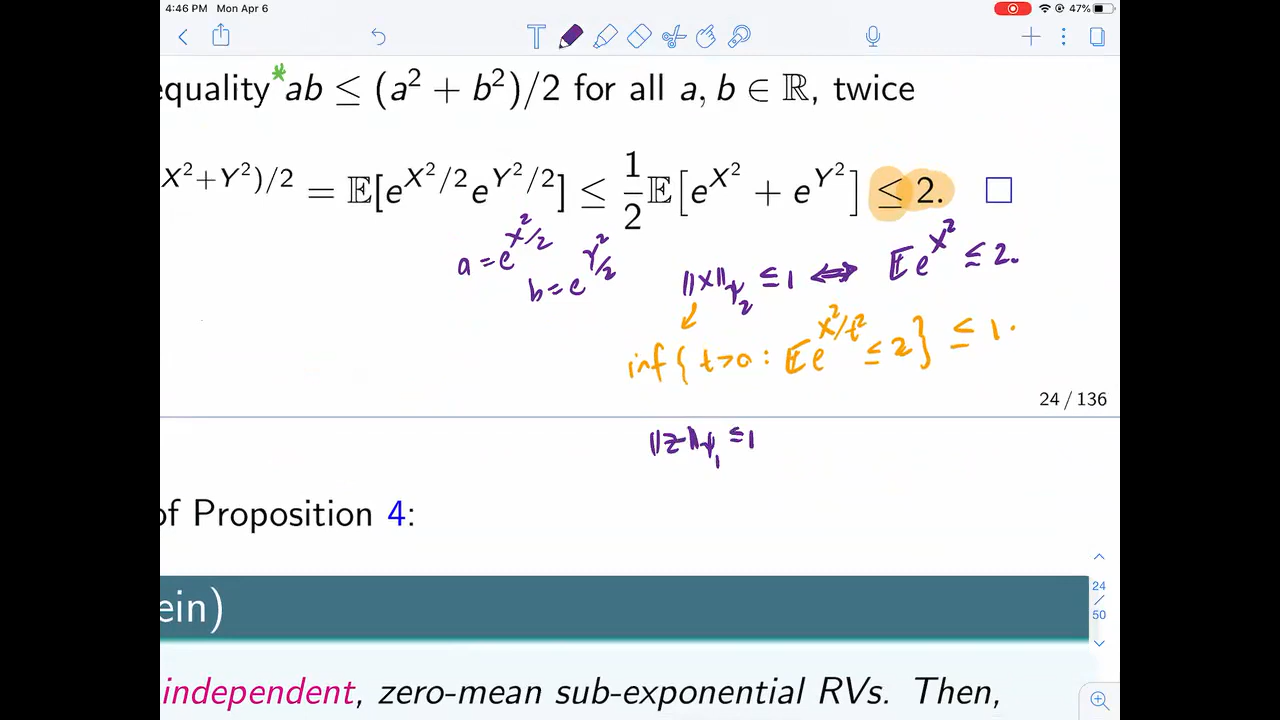 4:46 PM Mon Apr 6 47%
T
equality* ab ≤ (a² + b²)/2 for all a, b ∈ ℝ, twice
X²+Y²)/2 = 𝔼[e^{X²/2} e^{Y²/2}] ≤ 1/2 𝔼[e^{X²} + e^{Y²}] ≤ 2. □
a = e^{X²/2}
b = e^{Y²/2}
||X||_{ψ₂} ≤ 1 ⟺ 𝔼e^{X²} ≤ 2.
inf { t>0 : 𝔼e^{X²/t²} ≤ 2 } ≤ 1.
24 / 136
||Z||_{ψ₁} ≤ 1
of Proposition 4:
24 / 50
ein)
independent, zero-mean sub-exponential RVs. Then,